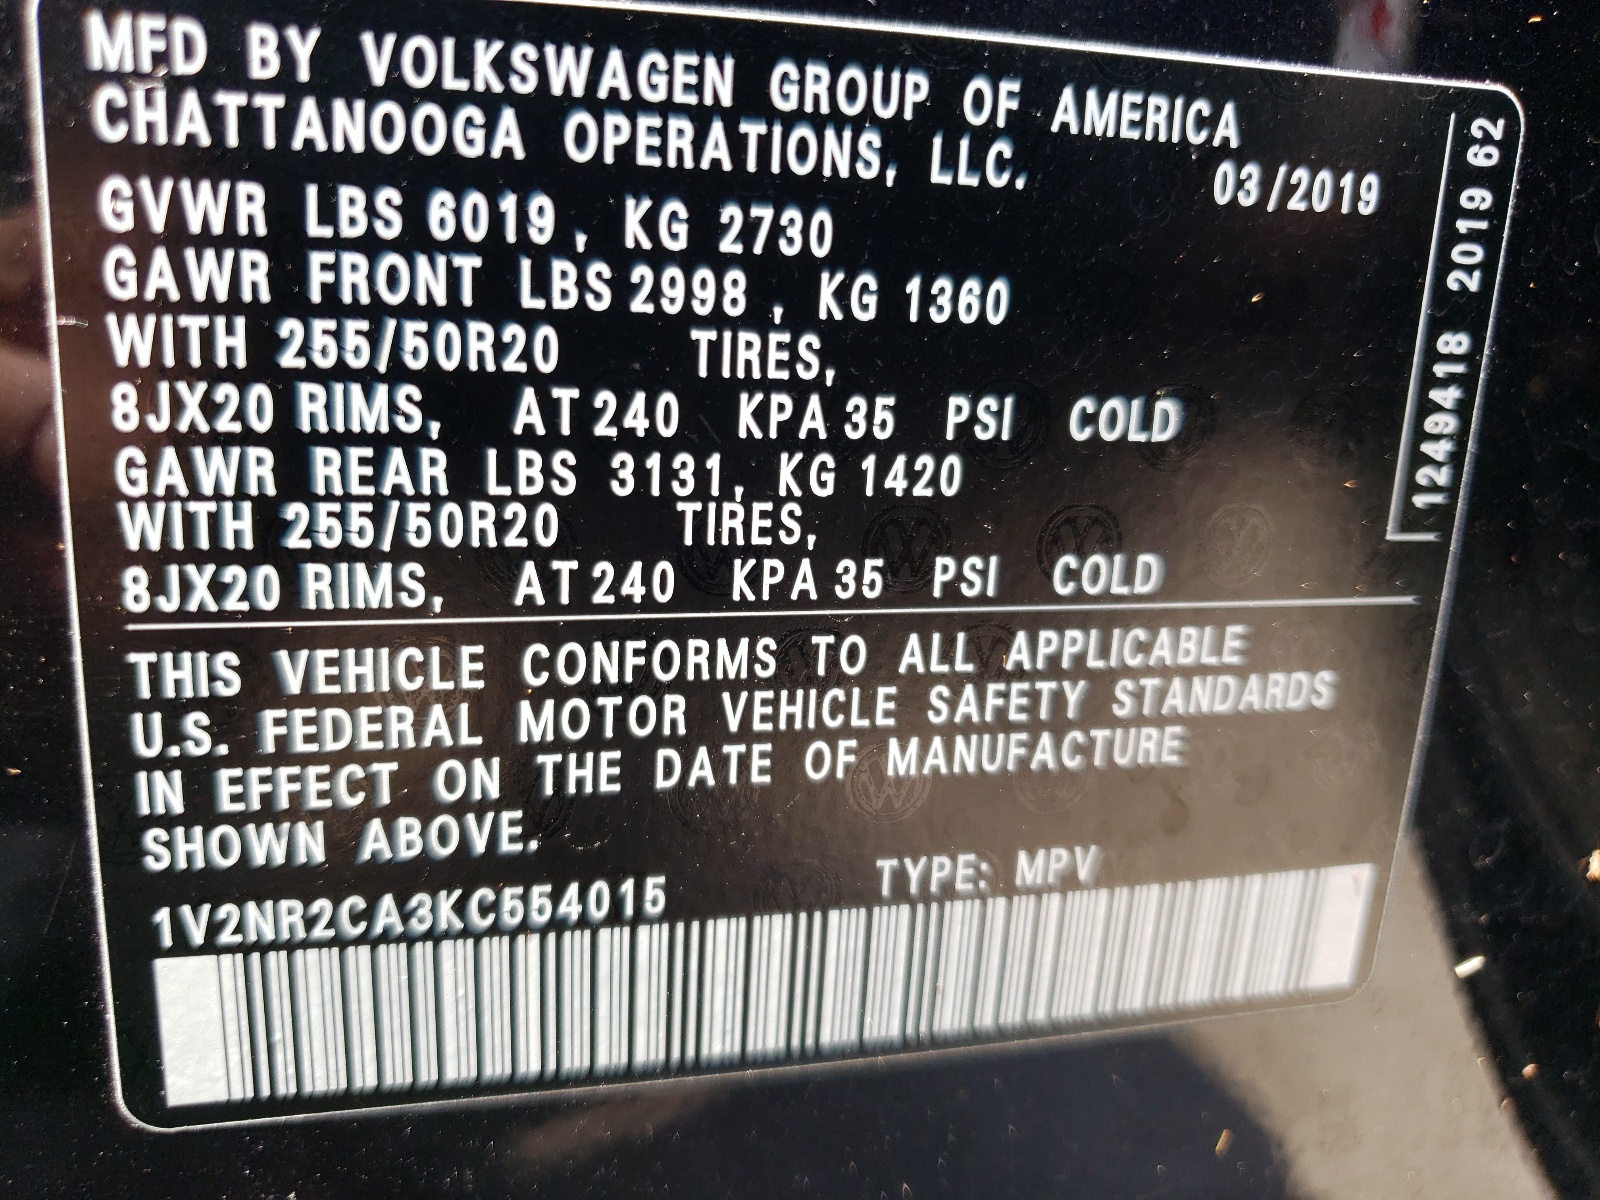 MFD BY VOLKSWAGEN GROUP OF AMERICA
CHATTANOOGA OPERATIONS, LLC.
03/2019
GVWR LBS 6019, KG 2730
GAWR FRONT LBS 2998, KG 1360
WITH 255/50R20 TIRES,
8JX20 RIMS, AT 240 KPA 35 PSI COLD
GAWR REAR LBS 3131, KG 1420
WITH 255/50R20 TIRES,
8JX20 RIMS, AT 240 KPA 35 PSI COLD
THIS VEHICLE CONFORMS TO ALL APPLICABLE
U.S. FEDERAL MOTOR VEHICLE SAFETY STANDARDS
IN EFFECT ON THE DATE OF MANUFACTURE
SHOWN ABOVE.
1V2NR2CA3KC554015 TYPE: MPV
1249418 2019 62